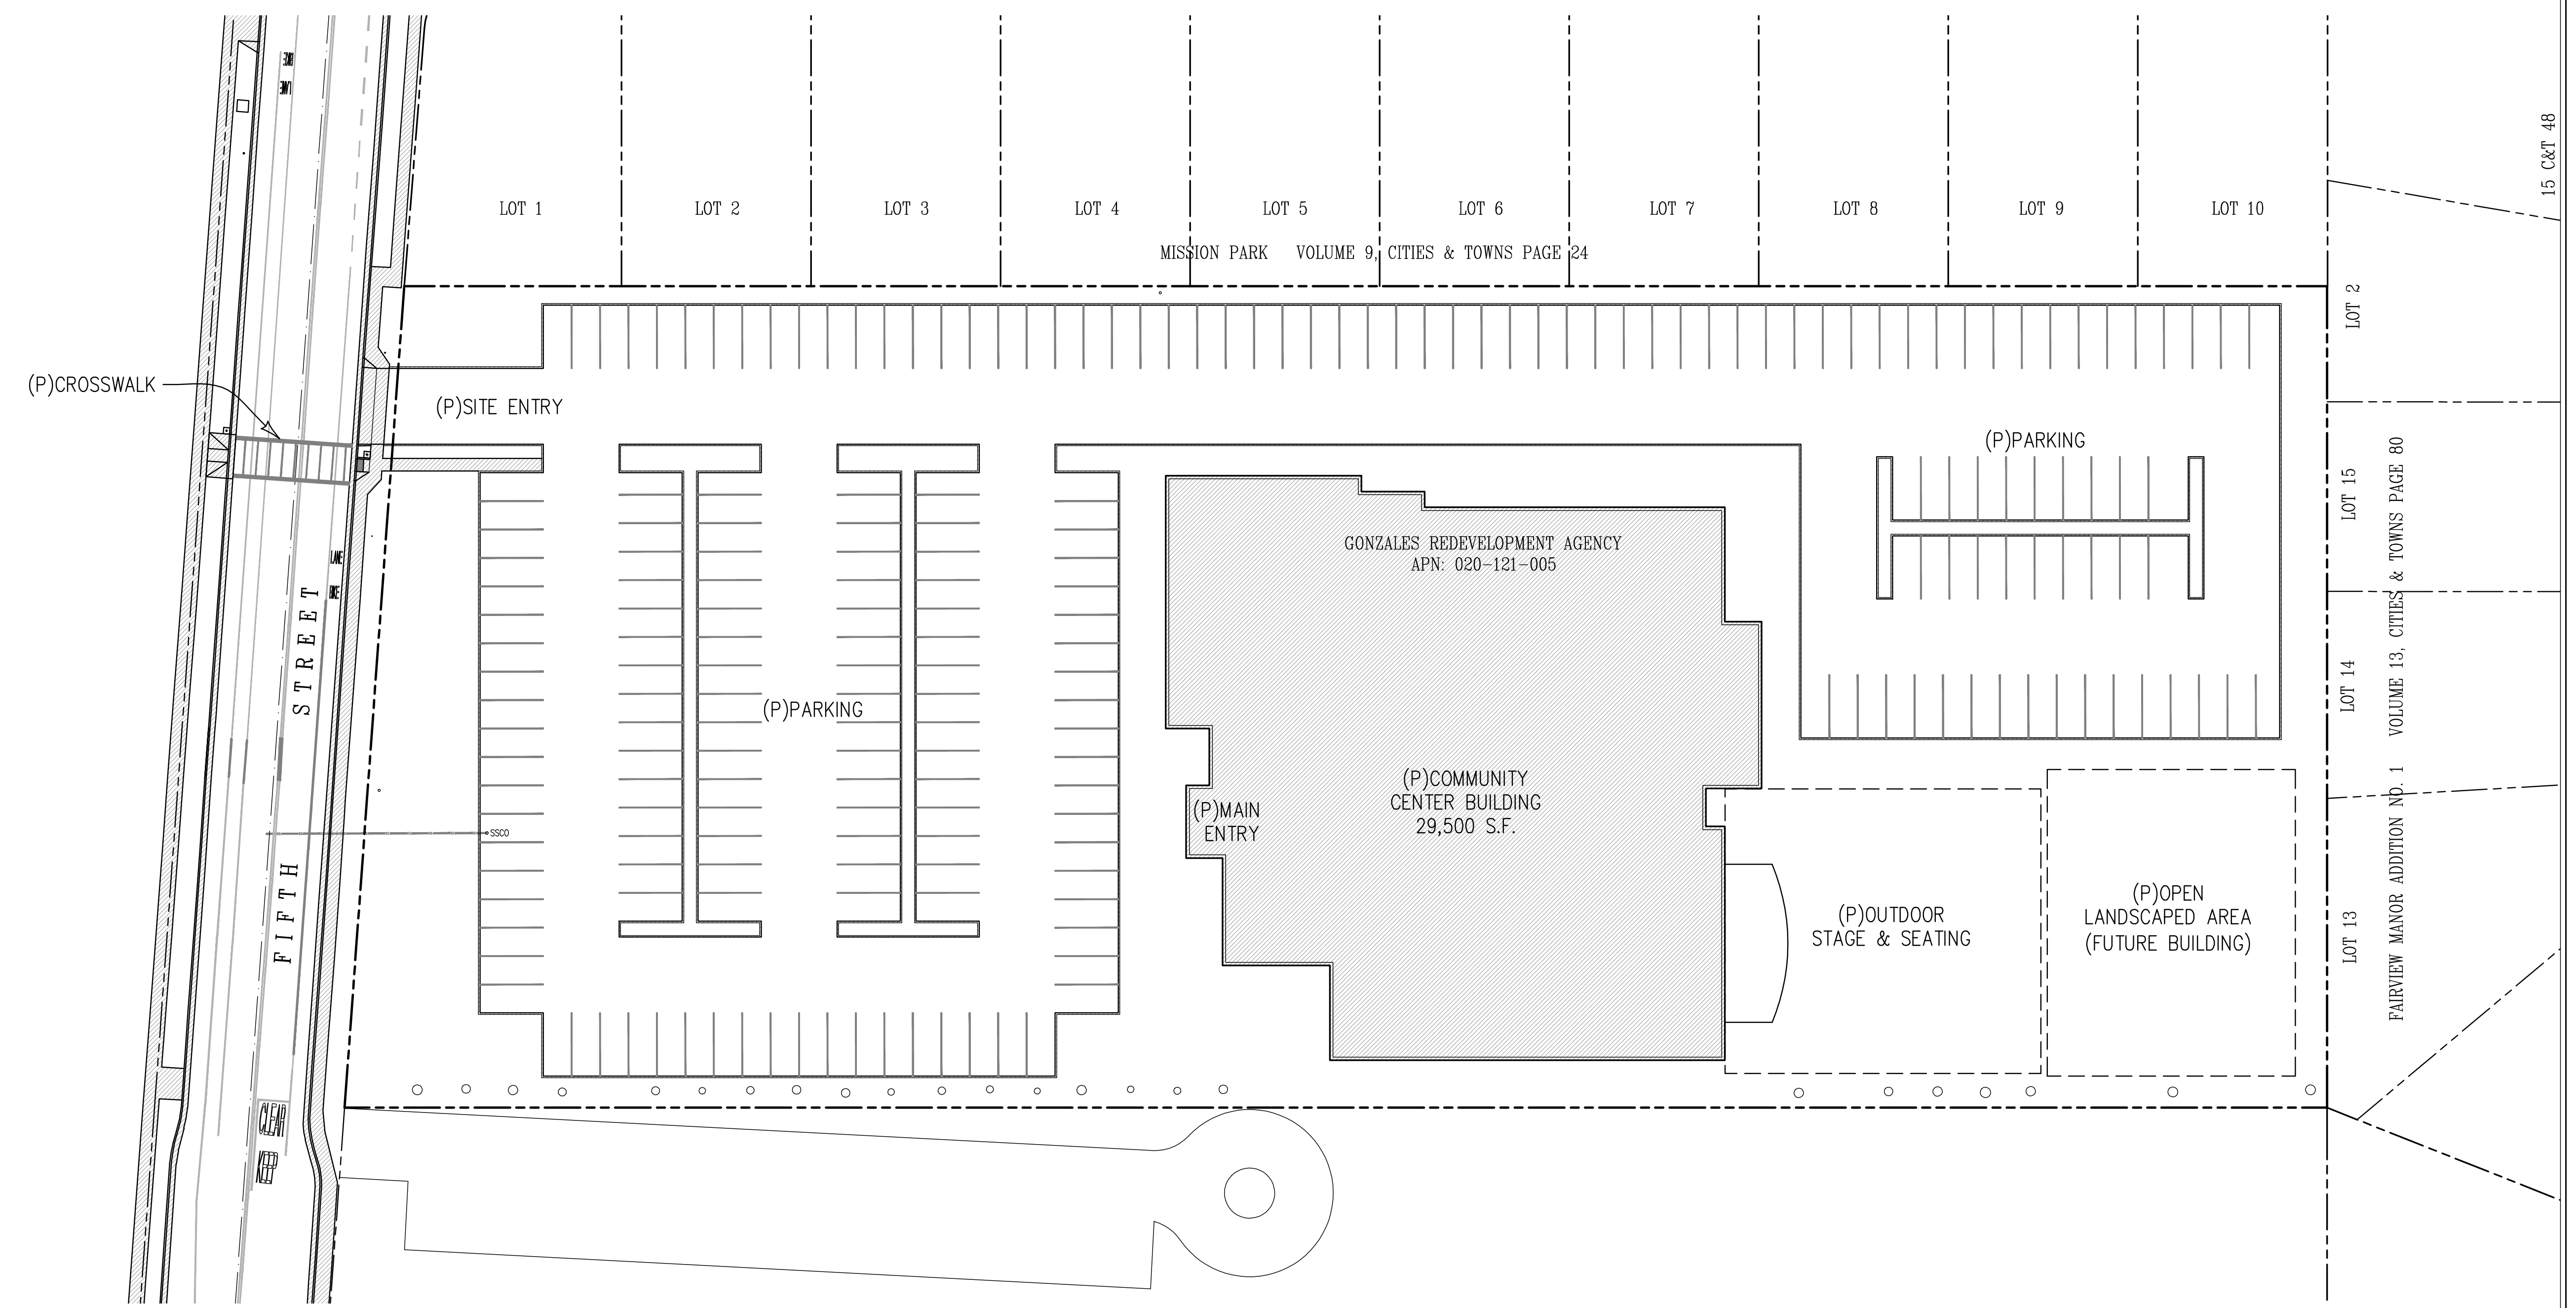 BIKE
LANE
15 C&T 48
LOT 1
LOT 2
LOT 3
LOT 4
LOT 5
LOT 6
LOT 7
LOT 8
LOT 9
LOT 10
MISSION PARK VOLUME 9, CITIES & TOWNS PAGE 24
LOT 2
(P)CROSSWALK
(P)SITE ENTRY
(P)PARKING
LOT 15
GONZALES REDEVELOPMENT AGENCY
APN: 020-121-005
LANE
BIKE
FIFTH STREET
(P)PARKING
LOT 14
FAIRVIEW MANOR ADDITION NO. 1 VOLUME 13, CITIES & TOWNS PAGE 80
(P)COMMUNITY
CENTER BUILDING
29,500 S.F.
(P)MAIN
ENTRY
SSCO
(P)OUTDOOR
STAGE & SEATING
(P)OPEN
LANDSCAPED AREA
(FUTURE BUILDING)
LOT 13
CLEAR